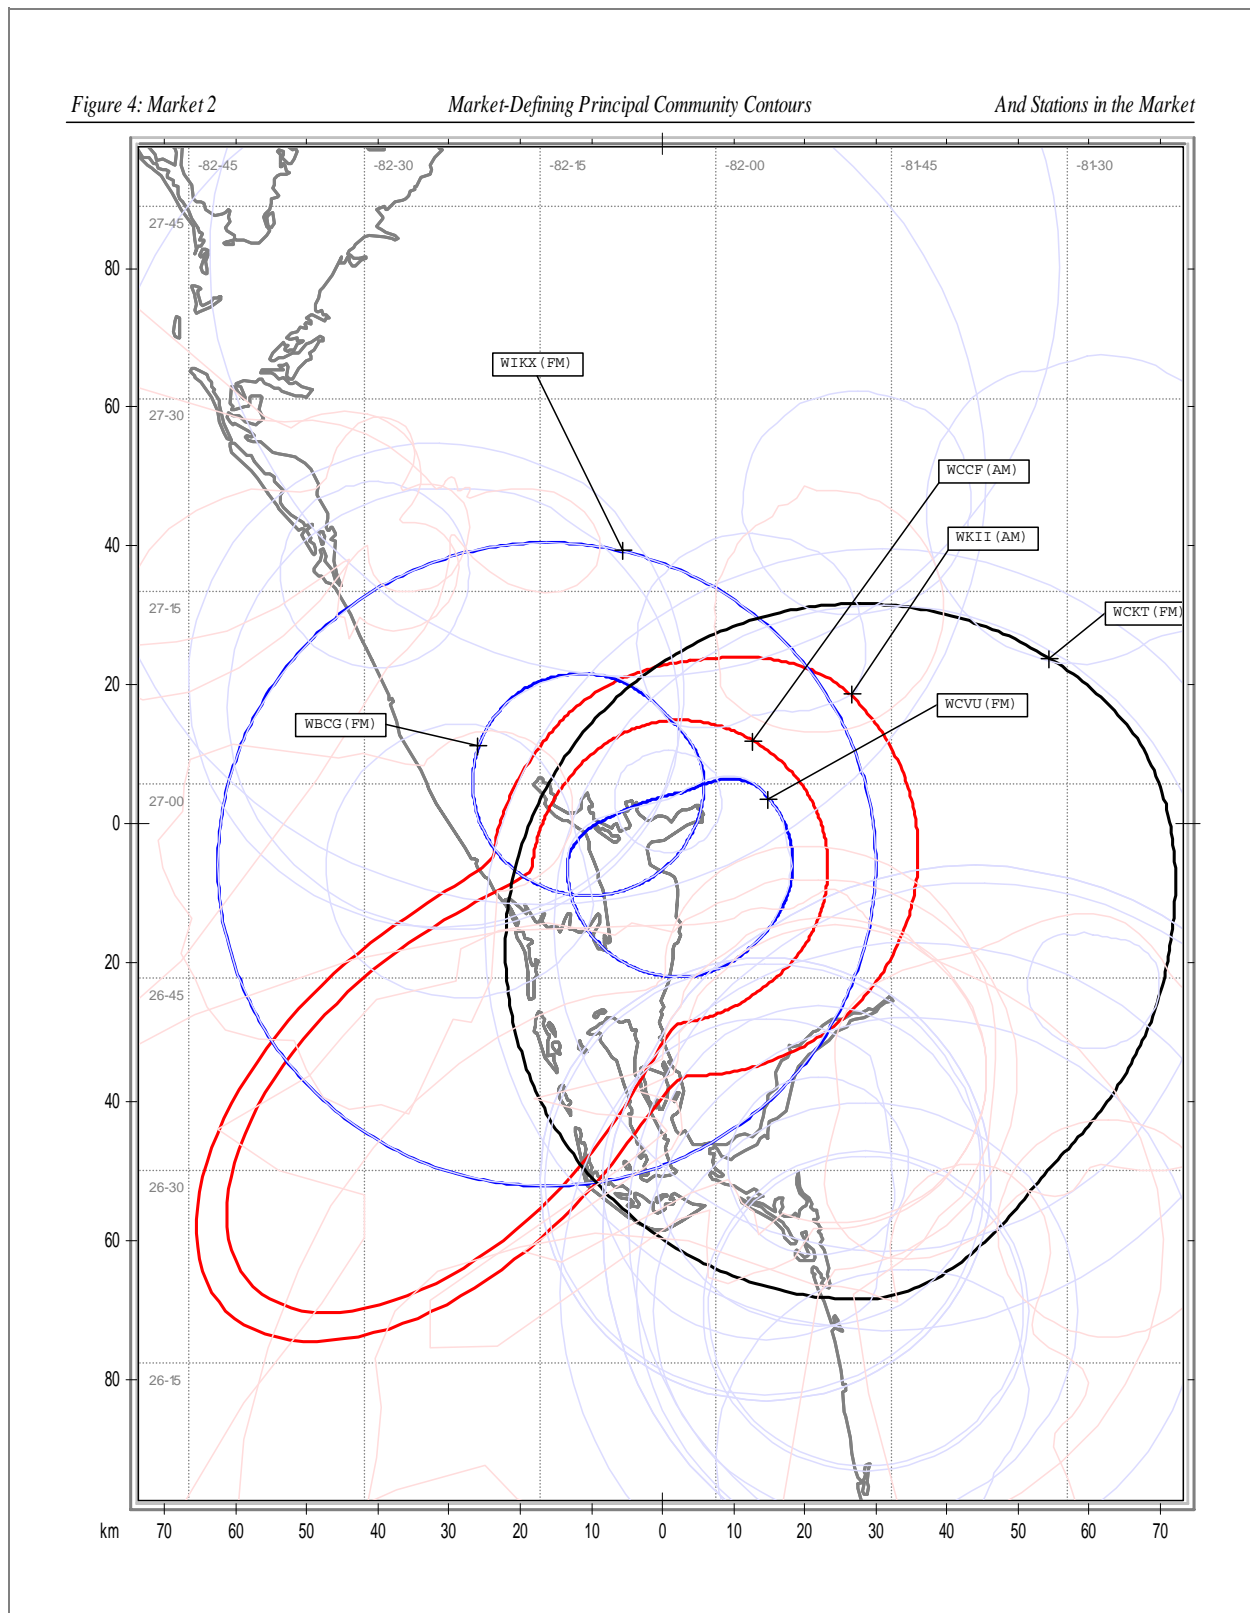 Figure 4: Market 2 Market-Defining Principal Community Contours And Stations in the Market
-82-45 -82-30 -82-15 -82-00 -81-45 -81-30
27-45
80
WIKX(FM)
60
27-30
WCCF(AM)
WKII(AM)
40
27-15
WCKT(FM)
20
WCVU(FM)
WBCG(FM)
27-00
0
20
26-45
40
26-30
60
26-15
80
km 70 60 50 40 30 20 10 0 10 20 30 40 50 60 70